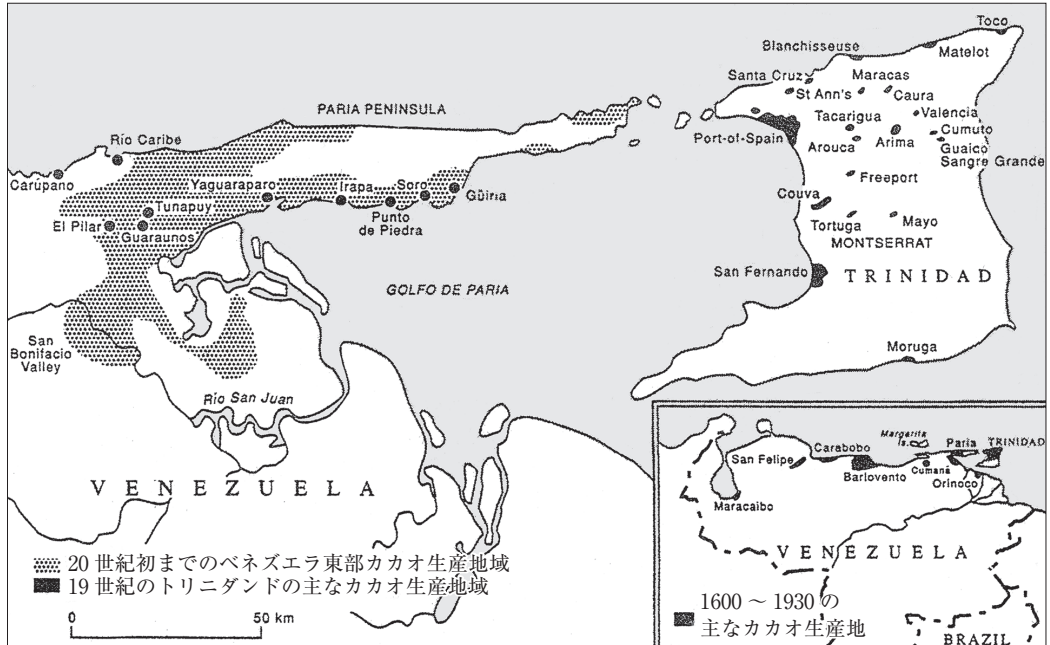 Toco
Blanchisseuse
Matelot
Santa Cruz
Maracas
St Ann's
Caura
PARIA PENINSULA
Valencia
Tacarigua
Port-of-Spain
Cumuto
Río Caribe
Arouca
Arima
Guaico
Sangre Grande
Carúpano
Yaguaraparo
Irapa
Soro
Güiria
Freeport
Tunapuy
Punto
de Piedra
Couva
El Pilar
Guaraunos
Tortuga
Mayo
MONTSERRAT
GOLFO DE PARIA
San Fernando
TRINIDAD
San
Bonifacio
Valley
Moruga
Rio San Juan
VENEZUELA
20 世紀初までのベネズエラ東部カカオ生産地域
19 世紀のトリニダンドの主なカカオ生産地域
0 50 km
Margarita
Is.
Carabobo
Paria
TRINIDAD
San Felipe
Barlovento
Cumaná
Orinoco
Maracaibo
VENEZUELA
1600 ～ 1930 の
主なカカオ生産地
BRAZIL